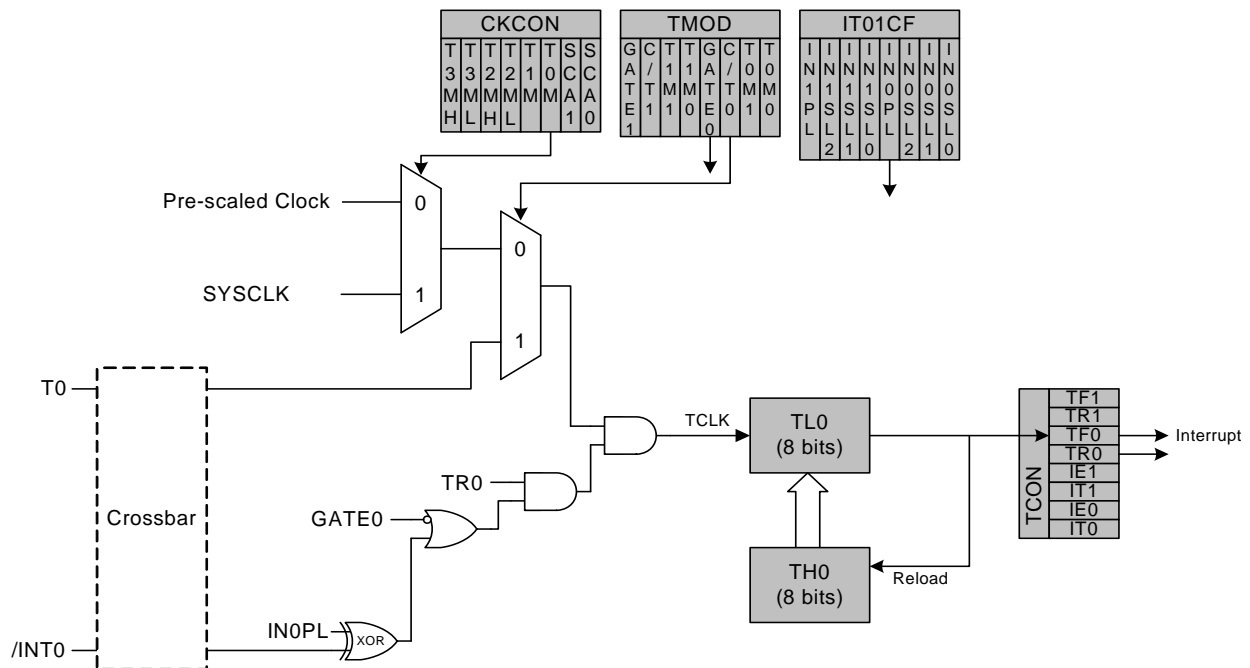 CKCON
T3MH T3ML T2MH T2ML T1M T0M SCA1 SCA0
TMOD
GATE1 C/T1 T1M1 T1M0 GATE0 C/T0 T0M1 T0M0
IT01CF
IN1PL IN1SL2 IN1SL1 IN1SL0 IN0PL IN0SL2 IN0SL1 IN0SL0
Pre-scaled Clock
0
SYSCLK
1
0
1
T0
Crossbar
/INT0
TR0
GATE0
IN0PL
XOR
TCLK
TL0
(8 bits)
TH0
(8 bits)
Reload
TCON
TF1
TR1
TF0
TR0
IE1
IT1
IE0
IT0
Interrupt